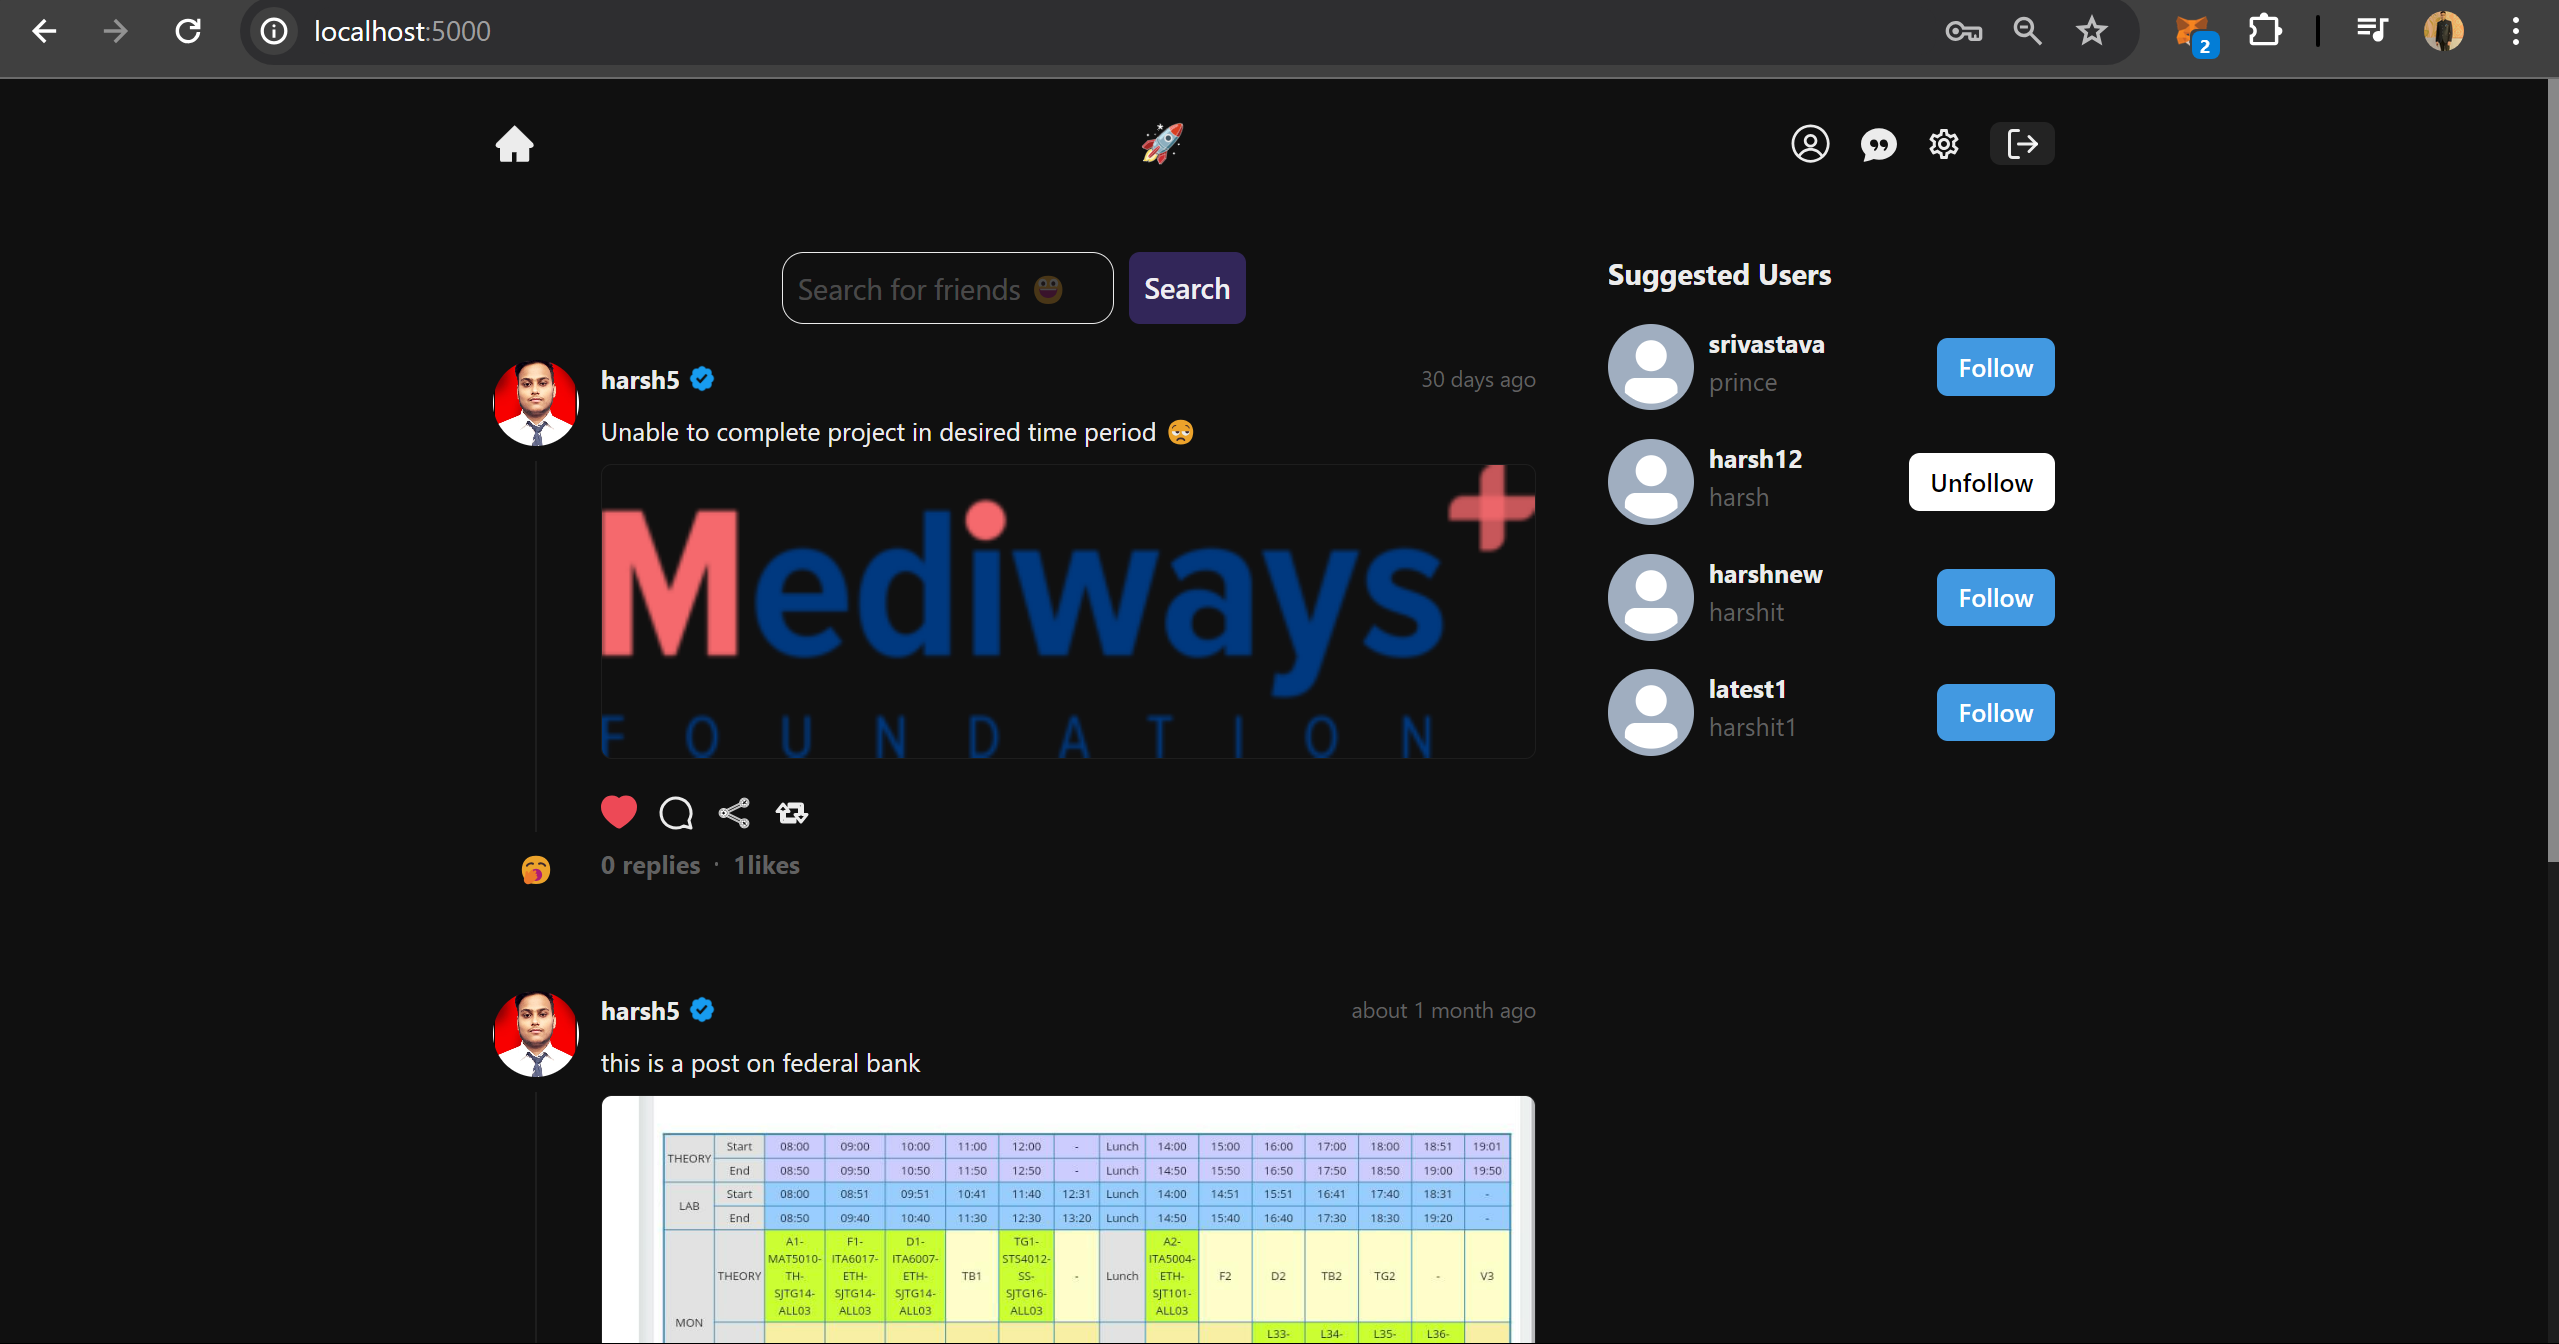 localhost:5000
2
Search for friends 😀
Search
harsh5
30 days ago
Unable to complete project in desired time period 😞
Mediways
FOUNDATION
0 replies · 1likes
Suggested Users
srivastava
prince
Follow
harsh12
harsh
Unfollow
harshnew
harshit
Follow
latest1
harshit1
Follow
harsh5
about 1 month ago
this is a post on federal bank
THEORY Start 08:00 09:00 10:00 11:00 12:00 - Lunch 14:00 15:00 16:00 17:00 18:00 18:51 19:01
End 08:50 09:50 10:50 11:50 12:50 - Lunch 14:50 15:50 16:50 17:50 18:50 19:00 19:50
LAB Start 08:00 08:51 09:51 10:41 11:40 12:31 Lunch 14:00 14:51 15:51 16:41 17:40 18:31 -
End 08:50 09:40 10:40 11:30 12:30 13:20 Lunch 14:50 15:40 16:40 17:30 18:30 19:20 -
MON THEORY A1-MAT5010-TH-SJTG14-ALL03 F1-ITA6017-ETH-SJTG14-ALL03 D1-ITA6007-ETH-SJTG14-ALL03 TB1 TG1-STS4012-SS-SJTG16-ALL03 - Lunch A2-ITA5004-ETH-SJT101-ALL03 F2 D2 TB2 TG2 - V3
L33- L34- L35- L36-